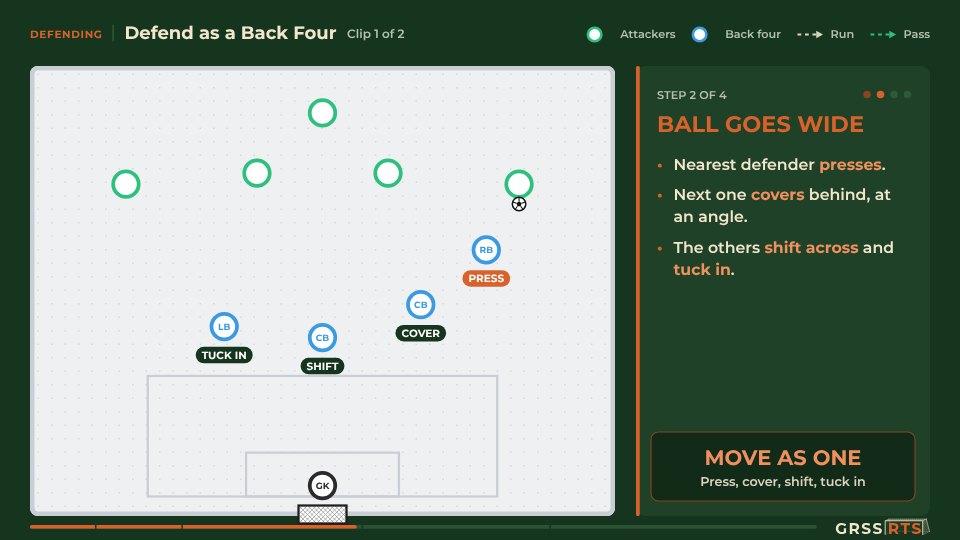 DEFENDING
Defend as a Back Four
Clip 1 of 2
Attackers
Back four
Run
Pass
STEP 2 OF 4
BALL GOES WIDE
• Nearest defender presses.
• Next one covers behind, at
an angle.
• The others shift across and
tuck in.
RB
PRESS
CB
COVER
LB
TUCK IN
CB
SHIFT
GK
MOVE AS ONE
Press, cover, shift, tuck in
GRSSRTS